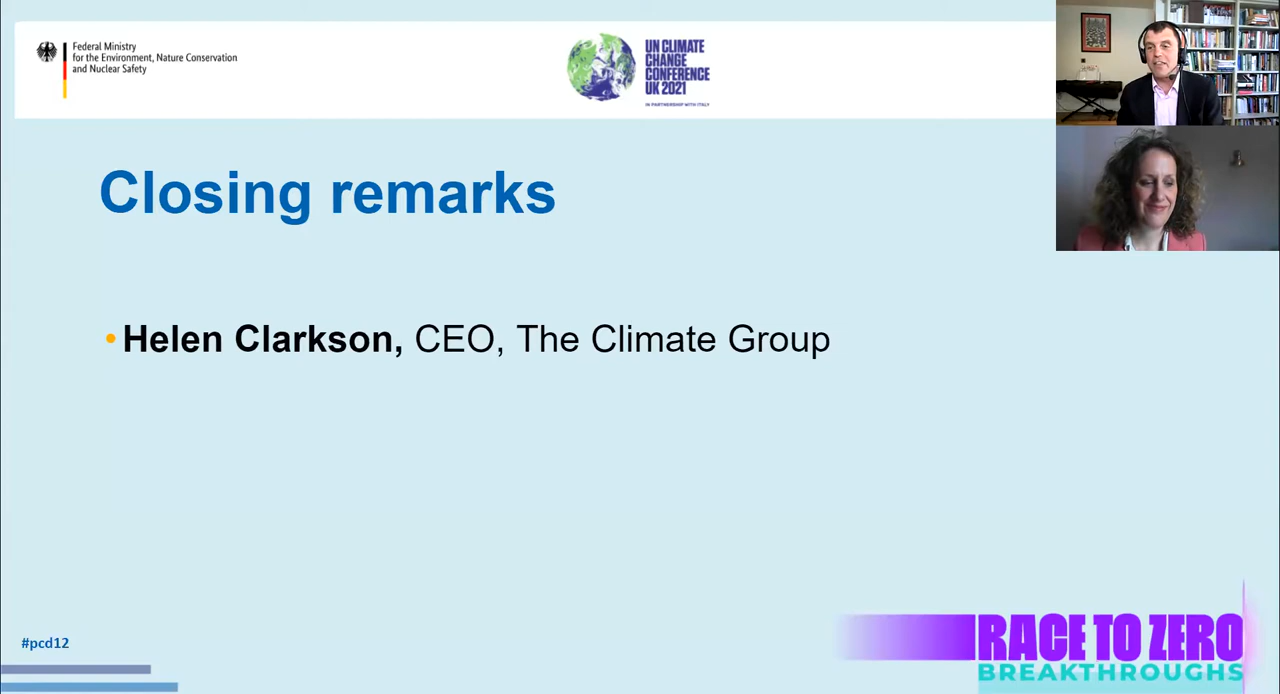 Federal Ministry
for the Environment, Nature Conservation
and Nuclear Safety
UN CLIMATE
CHANGE
CONFERENCE
UK 2021
IN PARTNERSHIP WITH ITALY
Closing remarks
• Helen Clarkson, CEO, The Climate Group
#pcd12
RACE TO ZERO
BREAKTHROUGHS